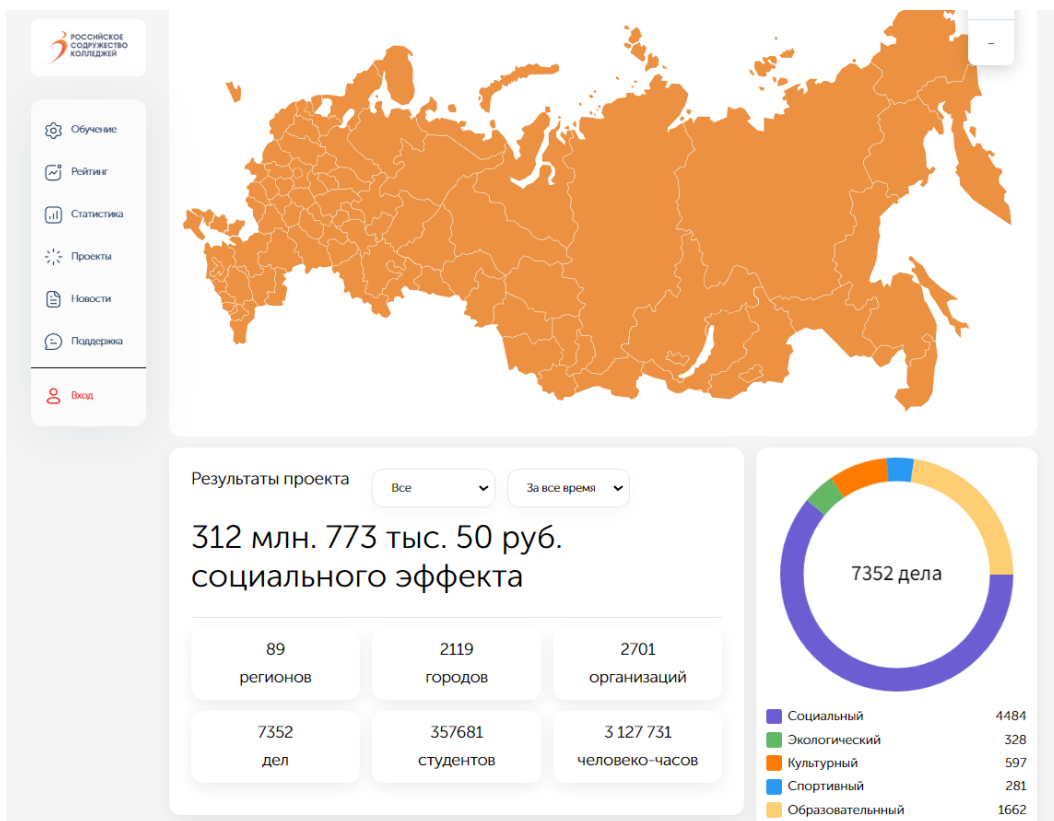 РОССИЙСКОЕ
СОДРУЖЕСТВО
КОЛЛЕДЖЕЙ
Обучение
Рейтинг
Статистика
Проекты
Новости
Поддержка
Вход
–
Результаты проекта
Все
За все время
312 млн. 773 тыс. 50 руб.
социального эффекта
89
регионов
2119
городов
2701
организаций
7352
дел
357681
студентов
3 127 731
человеко-часов
7352 дела
Социальный 4484
Экологический 328
Культурный 597
Спортивный 281
Образовательнный 1662